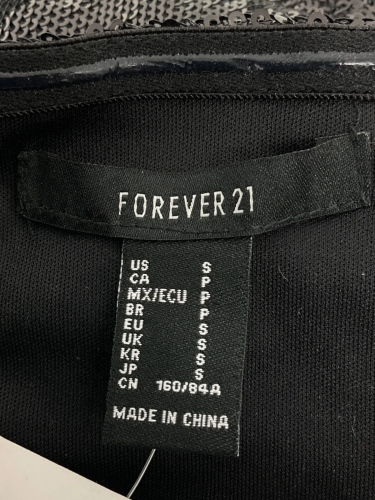 FOREVER 21
US S
CA P
MX/ECU P
BR P
EU S
UK S
KR S
JP S
CN 160/84A
MADE IN CHINA